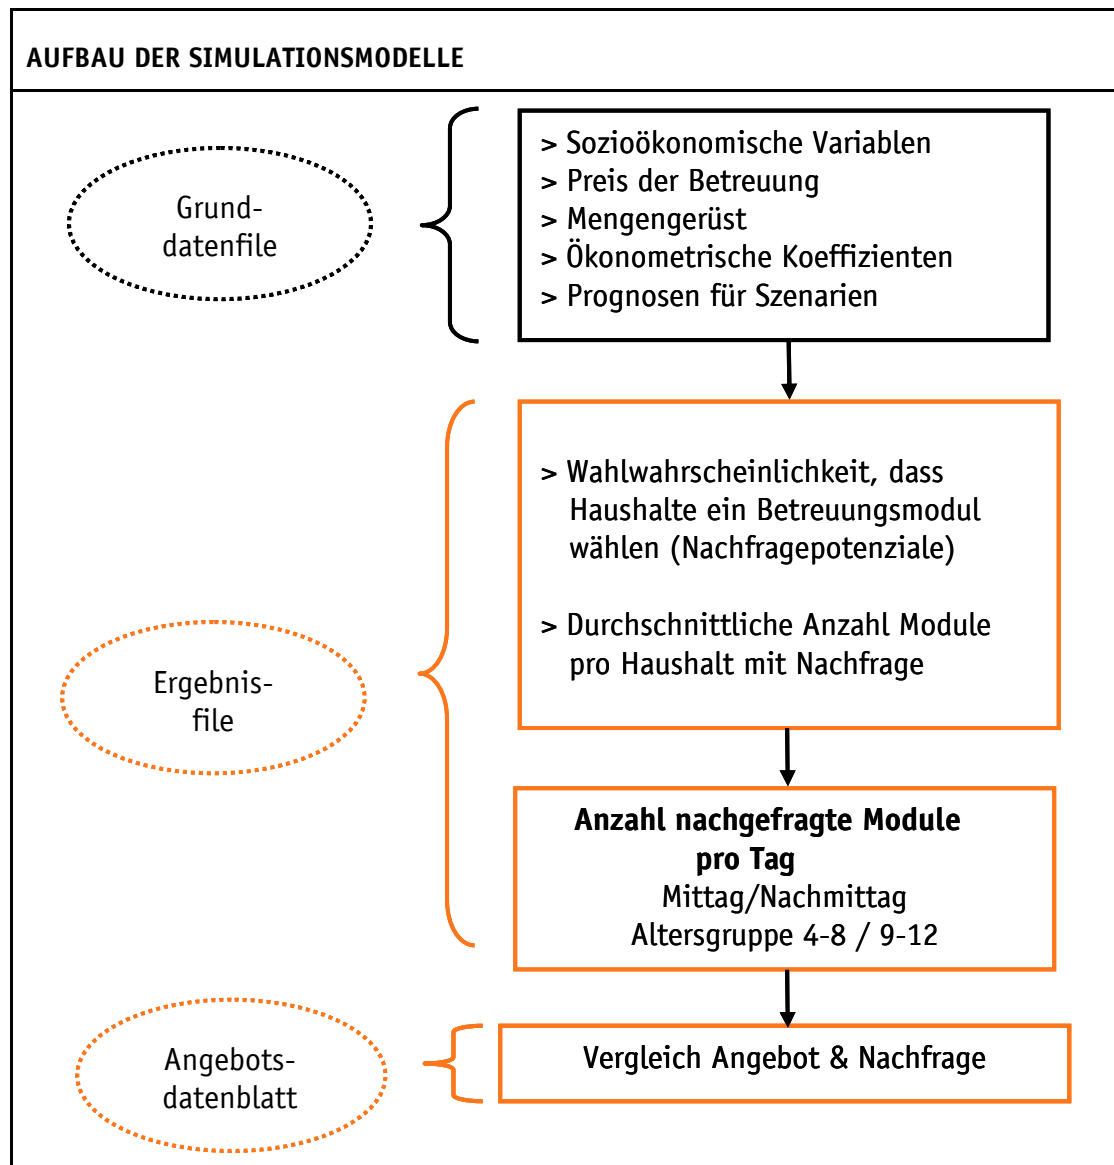 AUFBAU DER SIMULATIONSMODELLE
Grund-
datenfile
> Sozioökonomische Variablen
> Preis der Betreuung
> Mengengerüst
> Ökonometrische Koeffizienten
> Prognosen für Szenarien
Ergebnis-
file
> Wahlwahrscheinlichkeit, dass
Haushalte ein Betreuungsmodul
wählen (Nachfragepotenziale)
> Durchschnittliche Anzahl Module
pro Haushalt mit Nachfrage
Anzahl nachgefragte Module
pro Tag
Mittag/Nachmittag
Altersgruppe 4-8 / 9-12
Angebots-
datenblatt
Vergleich Angebot & Nachfrage